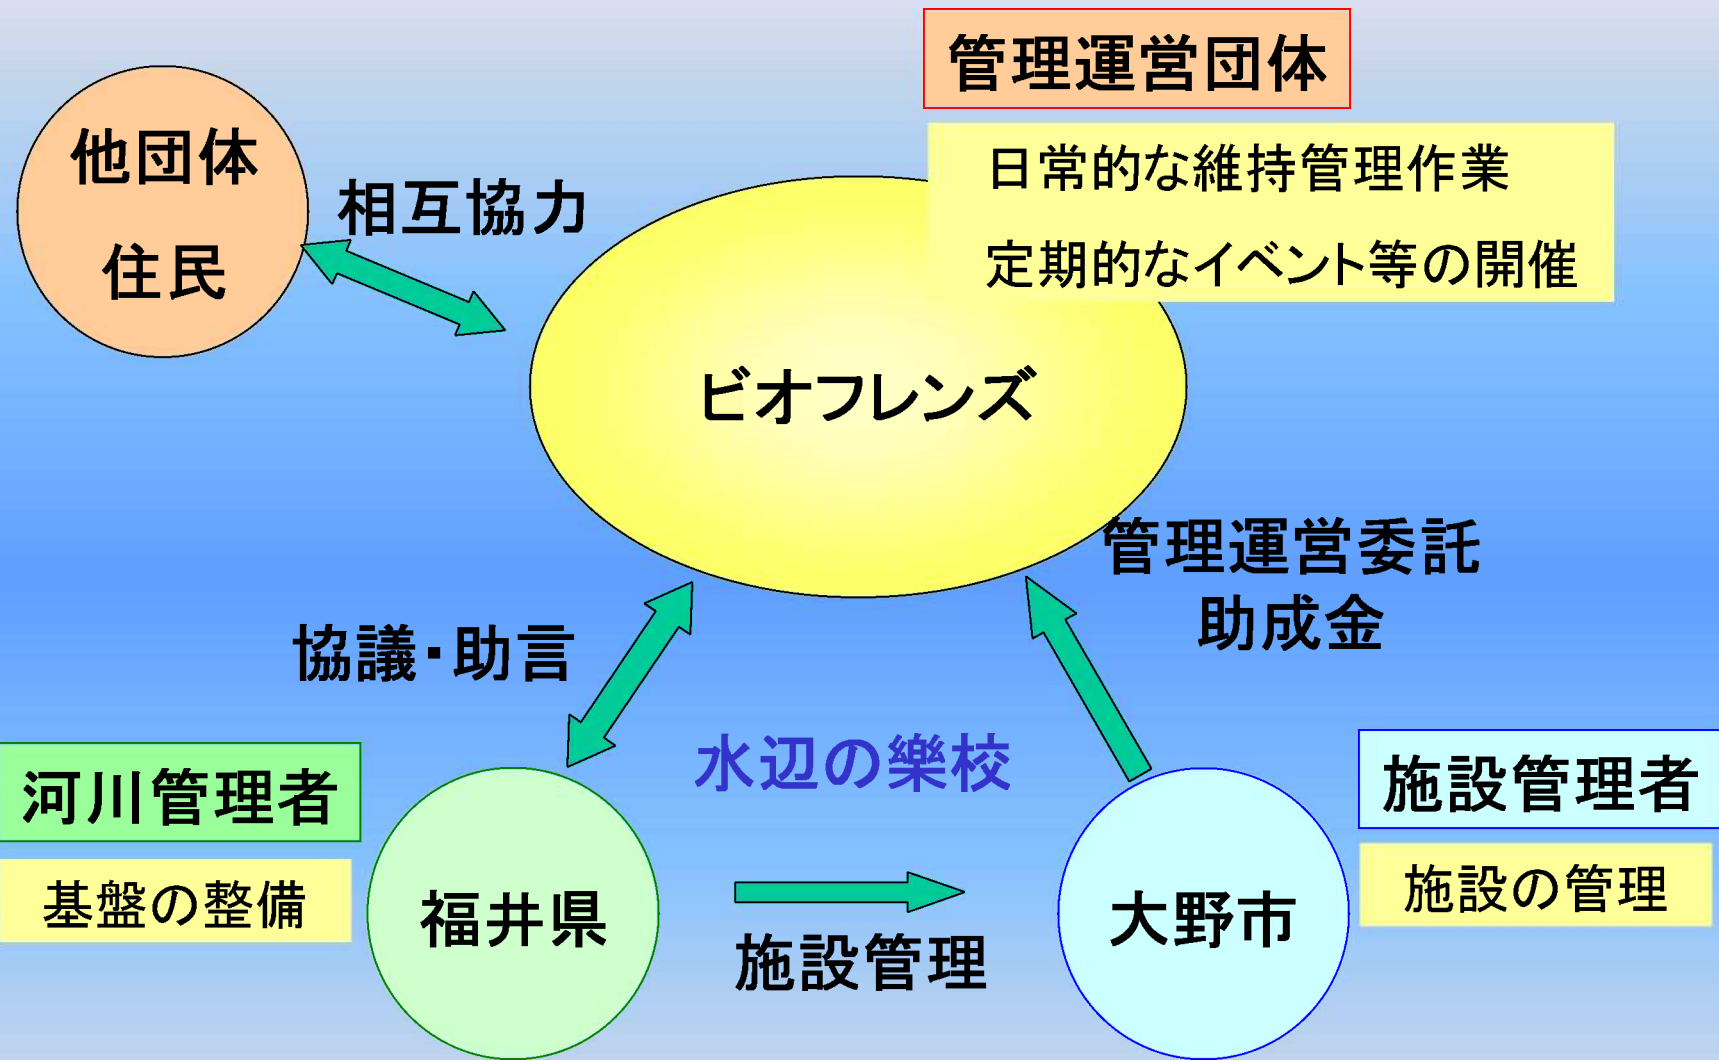 管理運営団体
日常的な維持管理作業
定期的なイベント等の開催
他団体
住民
相互協力
ビオフレンズ
管理運営委託
助成金
協議・助言
水辺の樂校
河川管理者
基盤の整備
福井県
施設管理
大野市
施設管理者
施設の管理